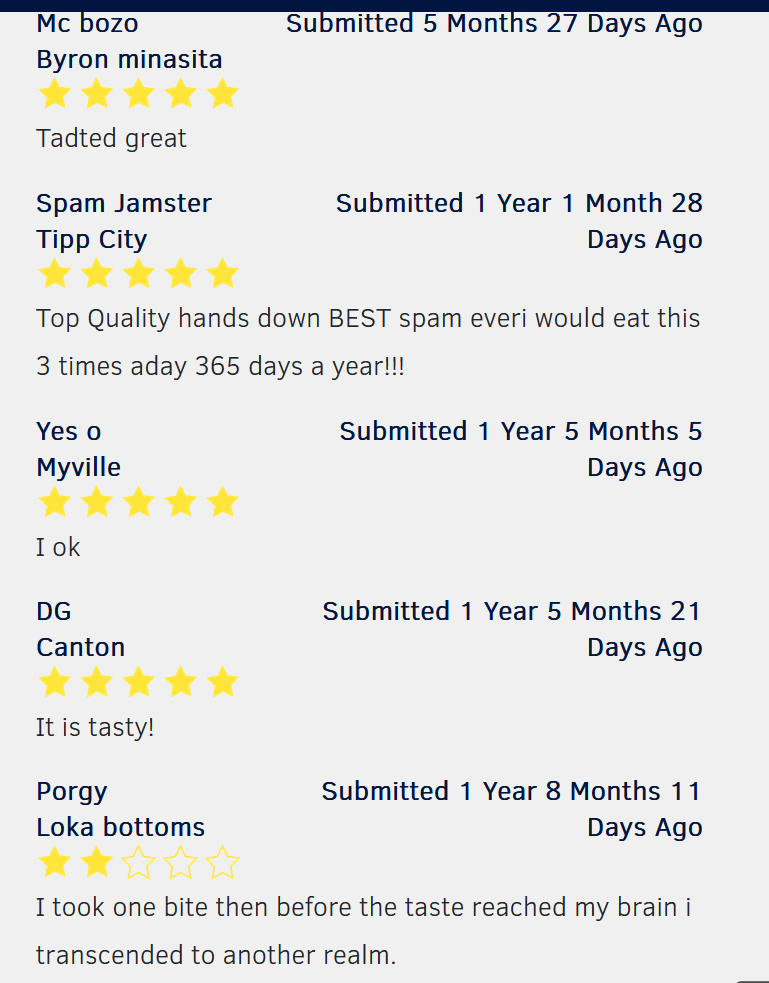 Mc bozo Submitted 5 Months 27 Days Ago
Byron minasita
Tadted great
Spam Jamster Submitted 1 Year 1 Month 28
Tipp City Days Ago
Top Quality hands down BEST spam everi would eat this
3 times aday 365 days a year!!!
Yes o Submitted 1 Year 5 Months 5
Myville Days Ago
I ok
DG Submitted 1 Year 5 Months 21
Canton Days Ago
It is tasty!
Porgy Submitted 1 Year 8 Months 11
Loka bottoms Days Ago
I took one bite then before the taste reached my brain i
transcended to another realm.